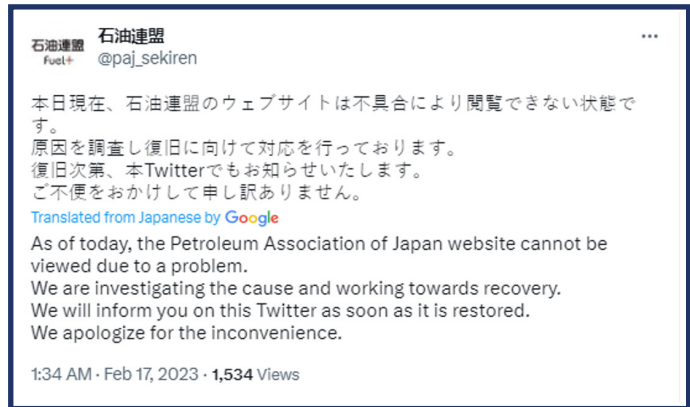 石油連盟
Fuel+
石油連盟
@paj_sekiren
本日現在、石油連盟のウェブサイトは不具合により閲覧できない状態で
す。
原因を調査し復旧に向けて対応を行っております。
復旧次第、本Twitterでもお知らせいたします。
ご不便をおかけして申し訳ありません。
Translated from Japanese by Google
As of today, the Petroleum Association of Japan website cannot be
viewed due to a problem.
We are investigating the cause and working towards recovery.
We will inform you on this Twitter as soon as it is restored.
We apologize for the inconvenience.
1:34 AM · Feb 17, 2023 · 1,534 Views